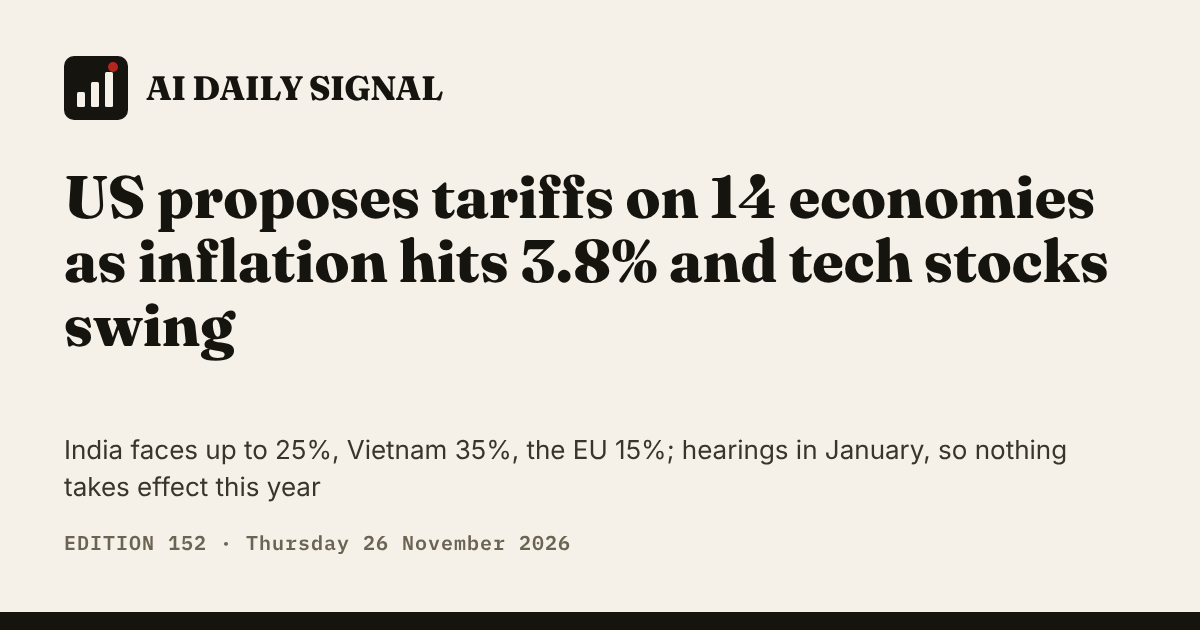 AI DAILY SIGNAL
US proposes tariffs on 14 economies
as inflation hits 3.8% and tech stocks
swing
India faces up to 25%, Vietnam 35%, the EU 15%; hearings in January, so nothing
takes effect this year
EDITION 152 · Thursday 26 November 2026